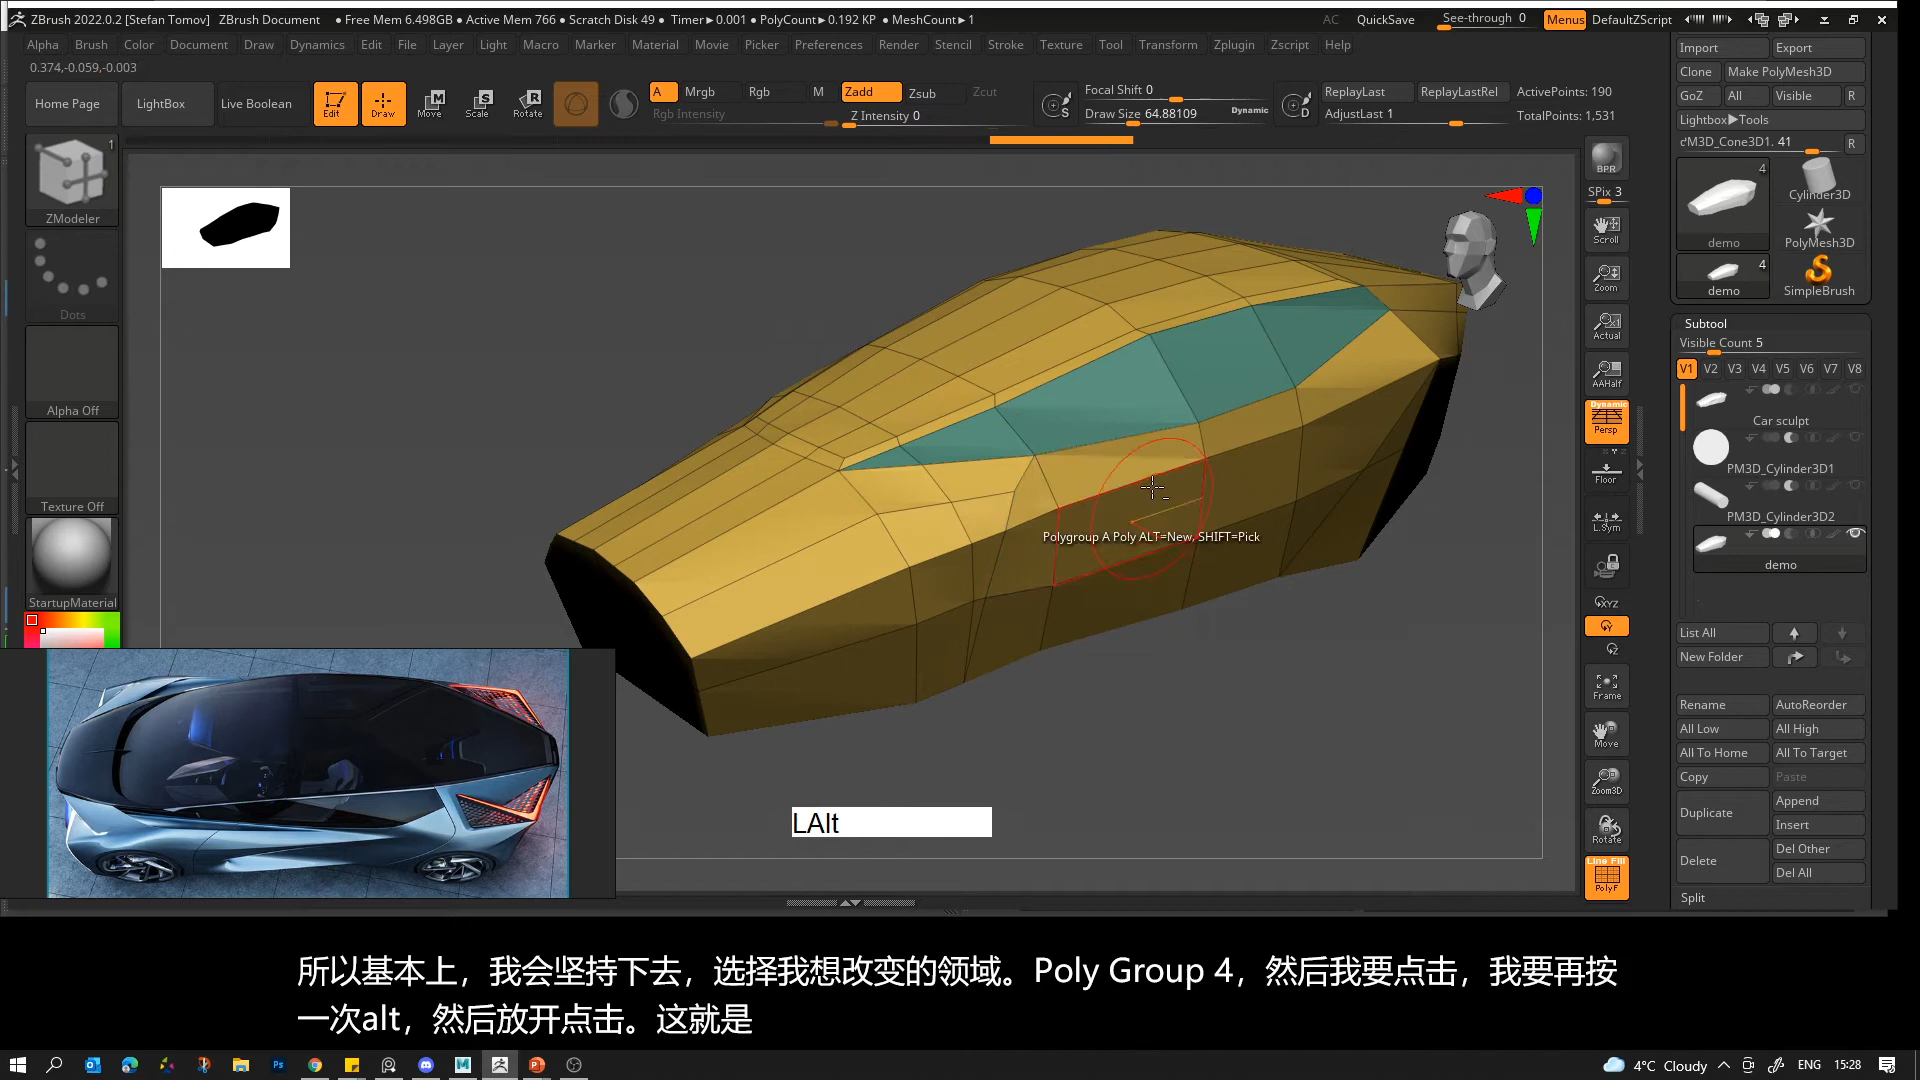 ZBrush 2022.0.2 [Stefan Tomov] ZBrush Document • Free Mem 6.498GB • Active Mem 766 • Scratch Disk 49 • Timer▶0.001 • PolyCount▶0.192 KP • MeshCount▶1 AC QuickSave See-through 0 Menus DefaultZScript
Alpha Brush Color Document Draw Dynamics Edit File Layer Light Macro Marker Material Movie Picker Preferences Render Stencil Stroke Texture Tool Transform Zplugin Zscript Help
0.374,-0.059,-0.003
Home Page LightBox Live Boolean Edit Draw Move Scale Rotate
A Mrgb Rgb M Zadd Zsub Zcut
Rgb Intensity Z Intensity 0
S Focal Shift 0
Draw Size 64.88109 Dynamic D
ReplayLast ReplayLastRel ActivePoints: 190
AdjustLast 1 TotalPoints: 1,531
1
ZModeler
Dots
Alpha Off
Texture Off
StartupMaterial
Polygroup A Poly ALT=New, SHIFT=Pick
LAlt
BPR
SPix 3
Scroll
Zoom
Actual
AAHalf
Dynamic
Persp
Floor
L.Sym
XYZ
Y
Z
Frame
Move
Zoom3D
Rotate
Line Fill
PolyF
Import Export
Clone Make PolyMesh3D
GoZ All Visible R
Lightbox▶Tools
41 R
4
demo
Cylinder3D
PolyMesh3D
4
demo
SimpleBrush
Subtool
Visible Count 5
V1 V2 V3 V4 V5 V6 V7 V8
Car sculpt
PM3D_Cylinder3D1
PM3D_Cylinder3D2
demo
List All
New Folder
Rename AutoReorder
All Low All High
All To Home All To Target
Copy Paste
Duplicate Append
Insert
Delete Del Other
Del All
Split
所以基本上，我会坚持下去，选择我想改变的领域。Poly Group 4，然后我要点击，我要再按
一次alt，然后放开点击。这就是
4°C Cloudy ENG 15:28